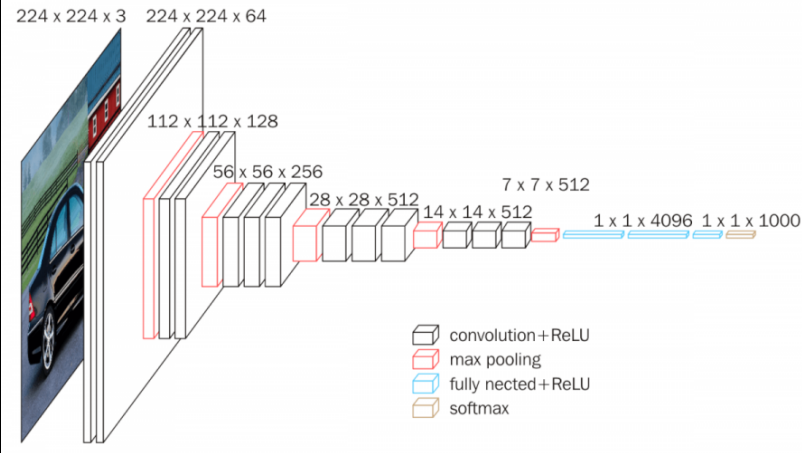 224 x 224 x 3
224 x 224 x 64
112 x 112 x 128
56 x 56 x 256
28 x 28 x 512
14 x 14 x 512
7 x 7 x 512
1 x 1 x 4096
1 x 1 x 1000
convolution+ReLU
max pooling
fully nected+ReLU
softmax